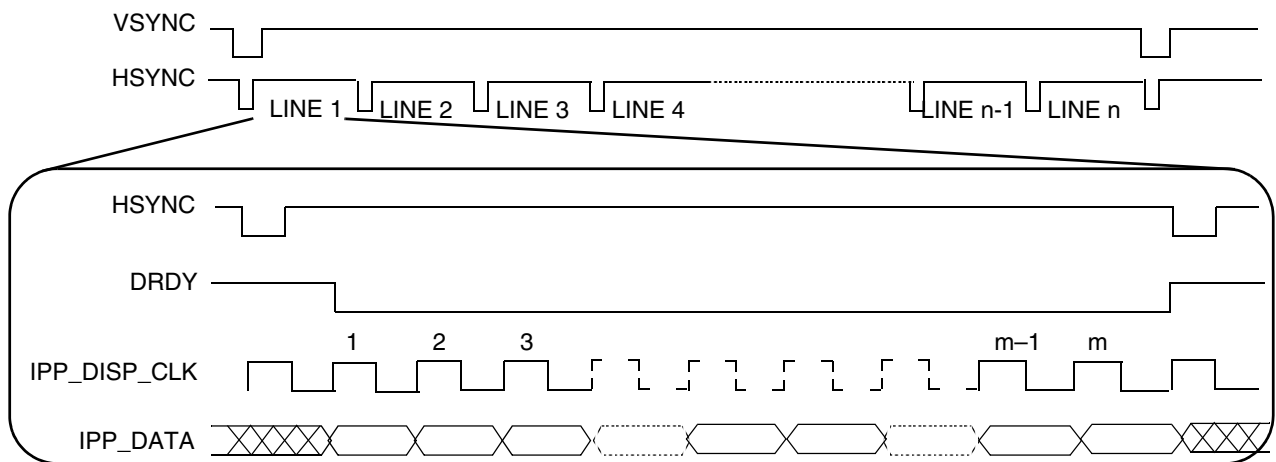 VSYNC
HSYNC
LINE 1 LINE 2 LINE 3 LINE 4 LINE n-1 LINE n
HSYNC
DRDY
1 2 3 m–1 m
IPP_DISP_CLK
IPP_DATA